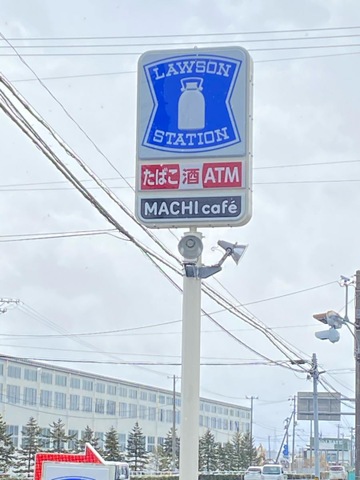 LAWSON
STATION
たばこ 酒 ATM
MACHI café